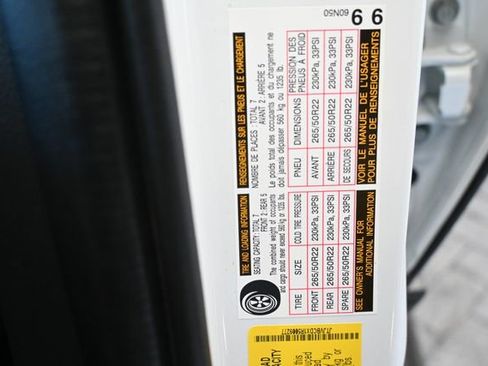 TIRE AND LOADING INFORMATION
SEATING CAPACITY: TOTAL 7 FRONT 2: REAR 5
The combined weight of occupants
and cargo should never exceed 560 kg or 1235 lbs.
TIRE SIZE COLD TIRE PRESSURE
FRONT 265/50R22 230kPa, 33PSI
REAR 265/50R22 230kPa, 33PSI
SPARE 265/50R22 230kPa, 33PSI
SEE OWNER'S MANUAL FOR
ADDITIONAL INFORMATION
RENSEIGNEMENTS SUR LES PNEUS ET LE CHARGEMENT
NOMBRE DE PLACES: TOTAL 7
AVANT 2: ARRIÈRE 5
Le poids total des occupants et du chargement ne
doit jamais dépasser 560 kg ou 1235 lb.
PNEU DIMENSIONS PRESSION DES
PNEUS À FROID
AVANT 265/50R22 230kPa, 33PSI
ARRIÈRE 265/50R22 230kPa, 33PSI
DE SECOURS 265/50R22 230kPa, 33PSI
VOIR LE MANUEL DE L'USAGER
POUR PLUS DE RENSEIGNEMENTS
60N50
9 9